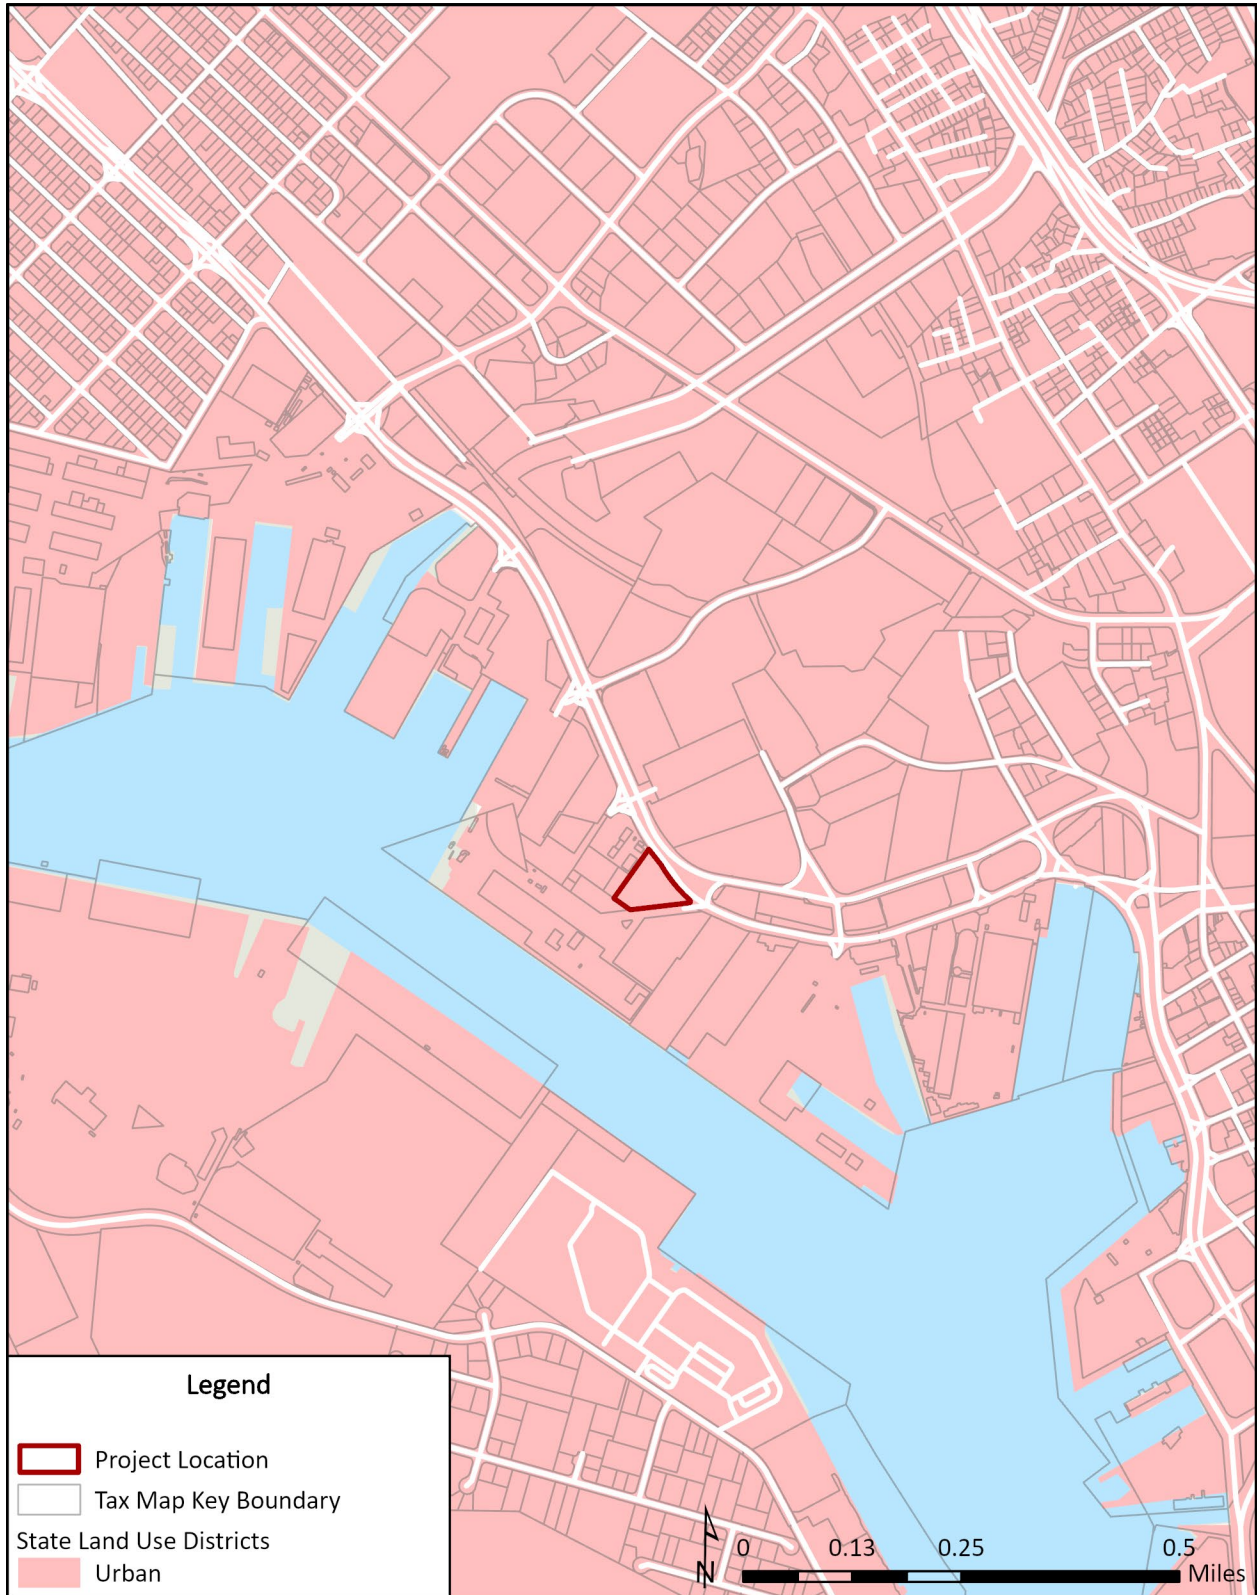 Legend
Project Location
Tax Map Key Boundary
State Land Use Districts
Urban
N
0 0.13 0.25 0.5
Miles